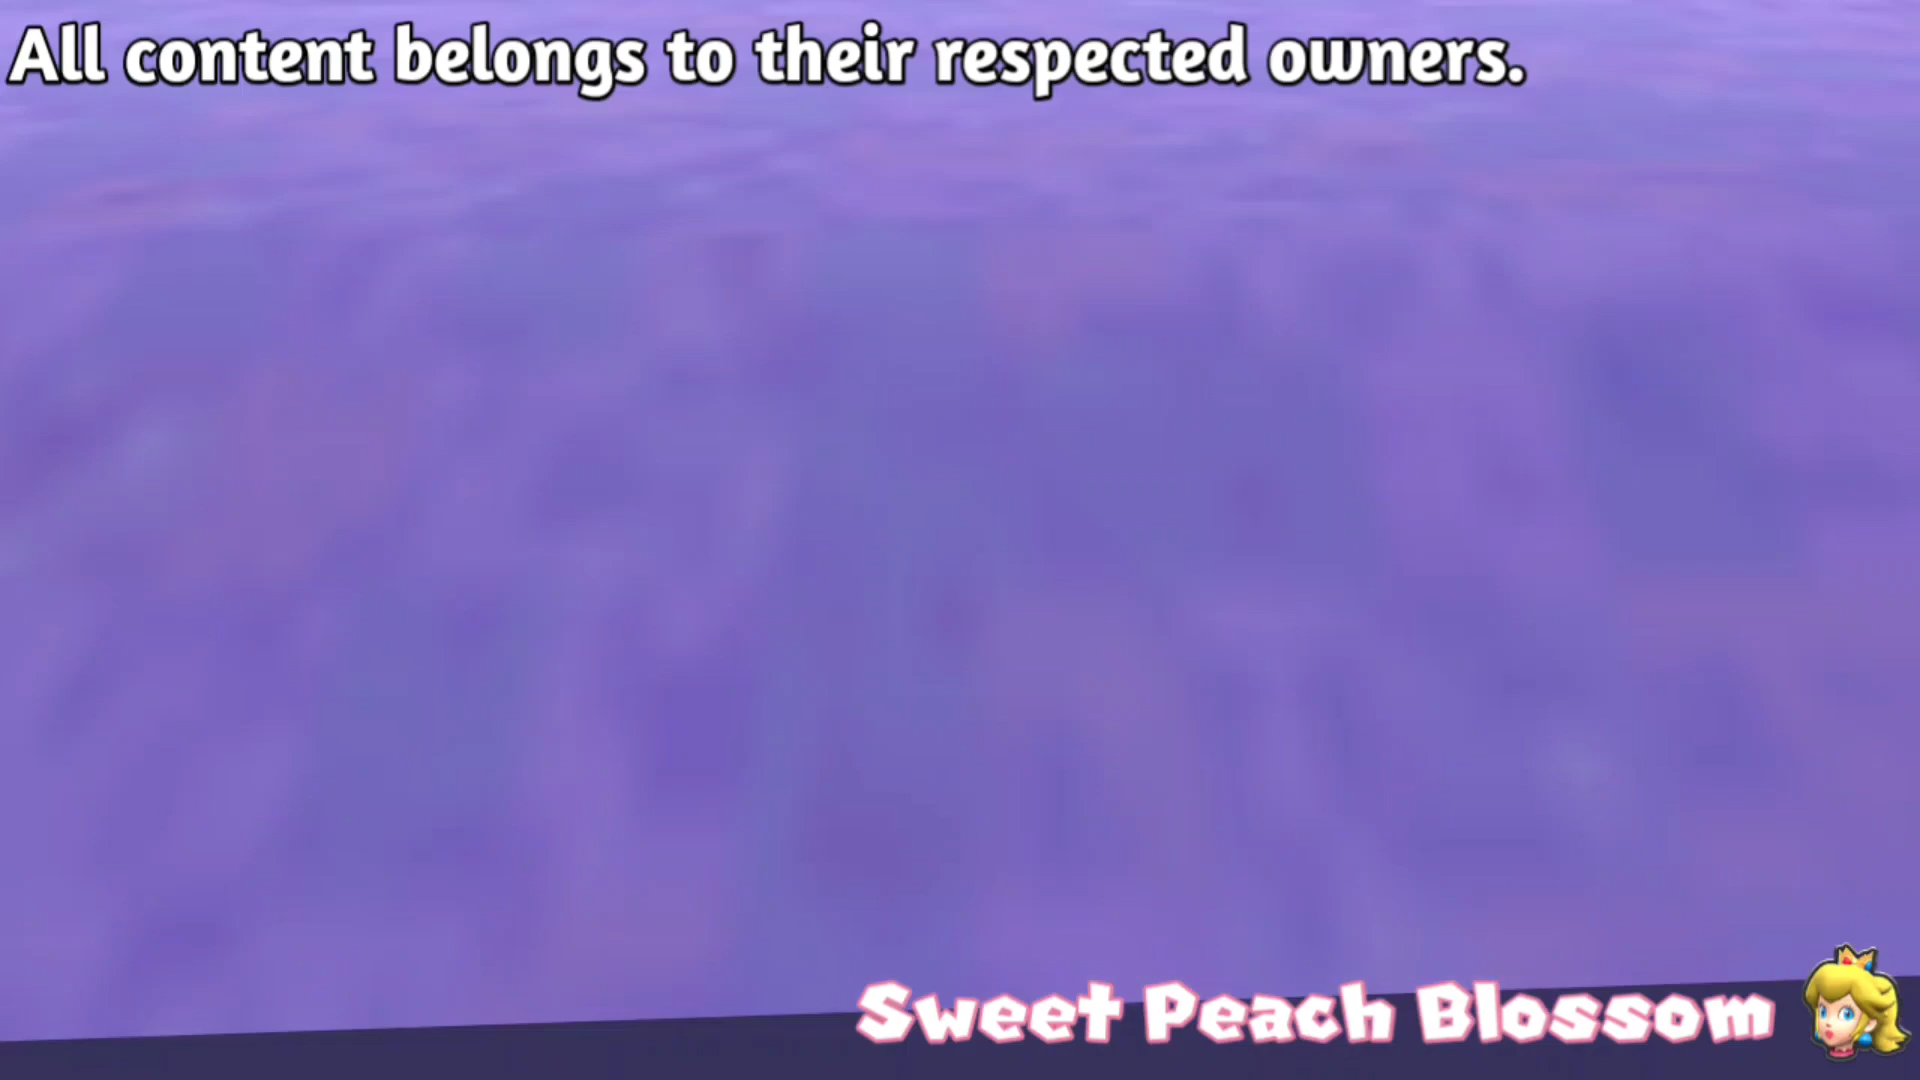 All content belongs to their respected owners.
Sweet Peach Blossom